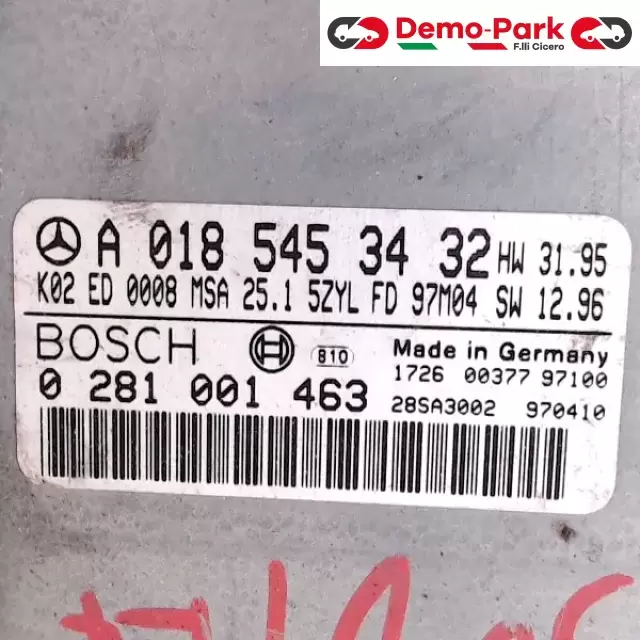 Demo-Park
F.lli Cicero
A 018 545 34 32 HW 31.95
K02 ED 0008 MSA 25.1 5ZYL FD 97M04 SW 12.96
BOSCH 810 Made in Germany
0 281 001 463 1726 00377 97100
28SA3002 970410